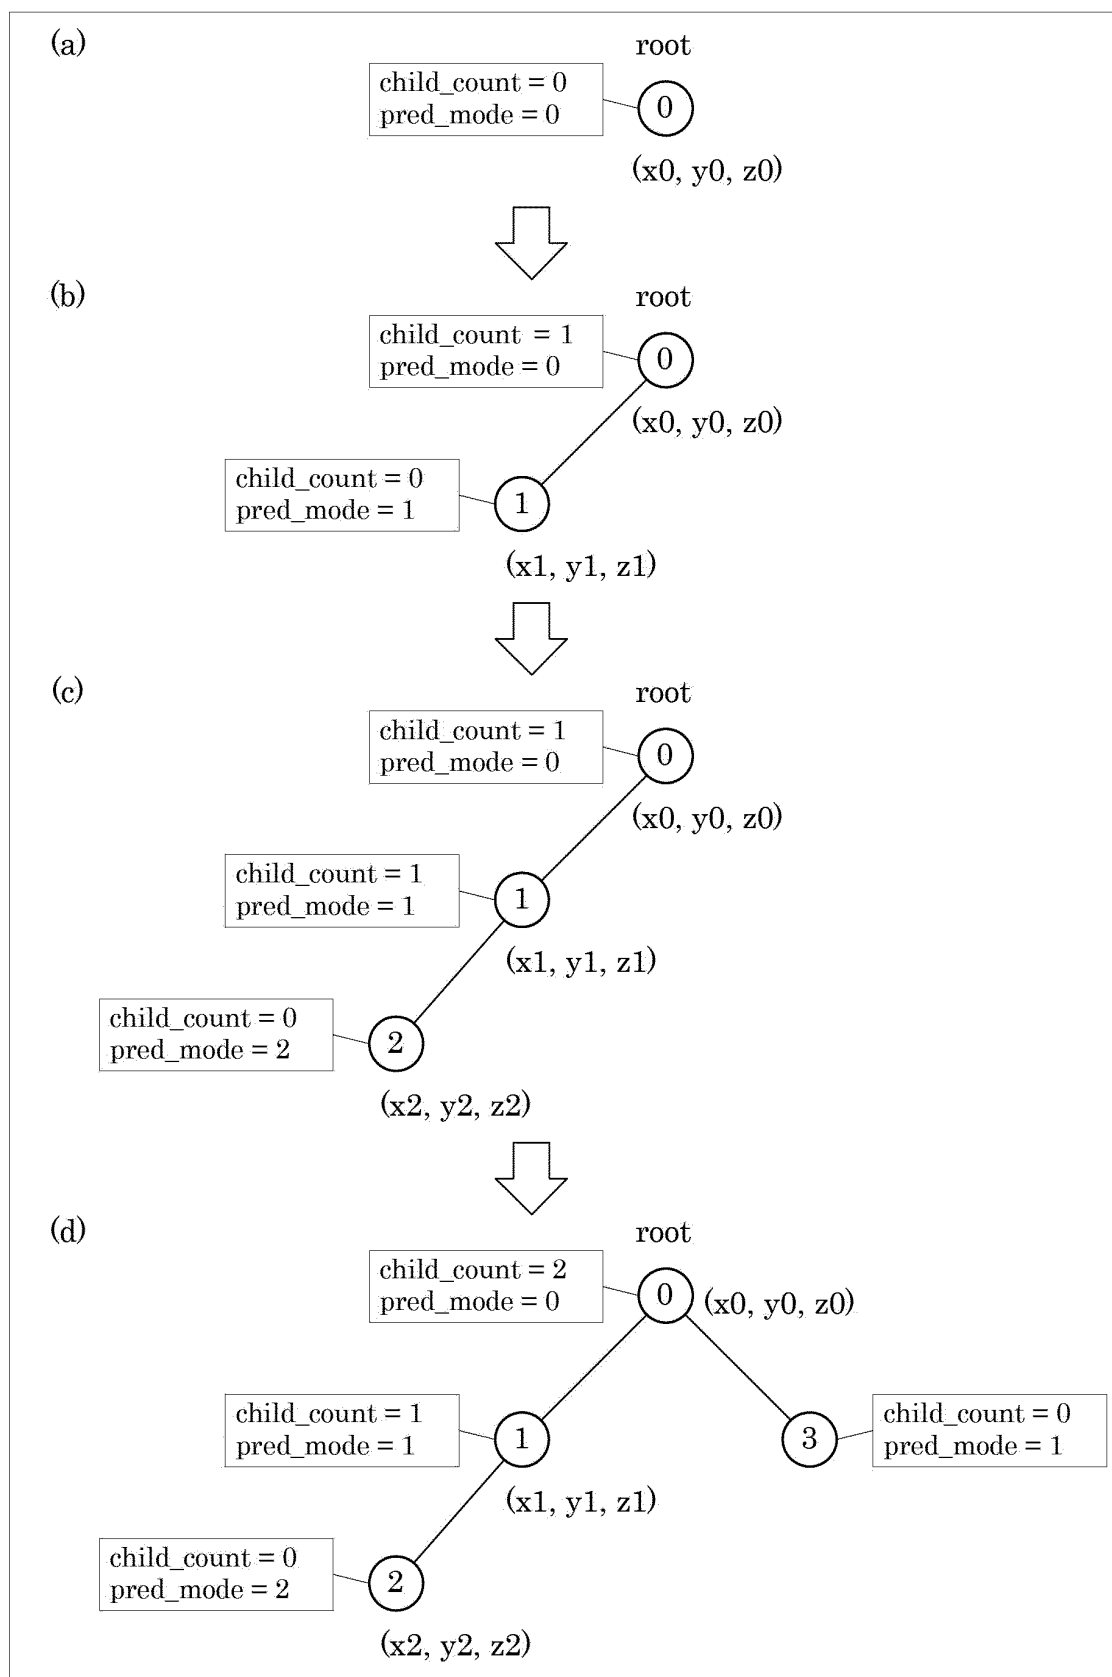 (a)
root
child_count = 0
pred_mode = 0
0
(x0, y0, z0)
(b)
root
child_count = 1
pred_mode = 0
0
(x0, y0, z0)
child_count = 0
pred_mode = 1
1
(x1, y1, z1)
(c)
root
child_count = 1
pred_mode = 0
0
(x0, y0, z0)
child_count = 1
pred_mode = 1
1
(x1, y1, z1)
child_count = 0
pred_mode = 2
2
(x2, y2, z2)
(d)
root
child_count = 2
pred_mode = 0
0
(x0, y0, z0)
child_count = 1
pred_mode = 1
1
(x1, y1, z1)
3
child_count = 0
pred_mode = 1
child_count = 0
pred_mode = 2
2
(x2, y2, z2)